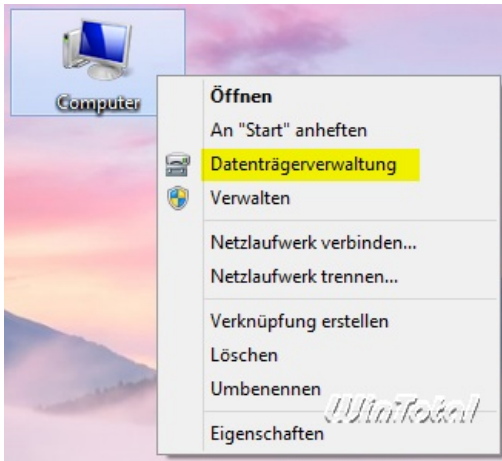 Computer
Öffnen
An "Start" anheften
Datenträgerverwaltung
Verwalten
Netzlaufwerk verbinden...
Netzlaufwerk trennen...
Verknüpfung erstellen
Löschen
Umbenennen
WinTotal
Eigenschaften